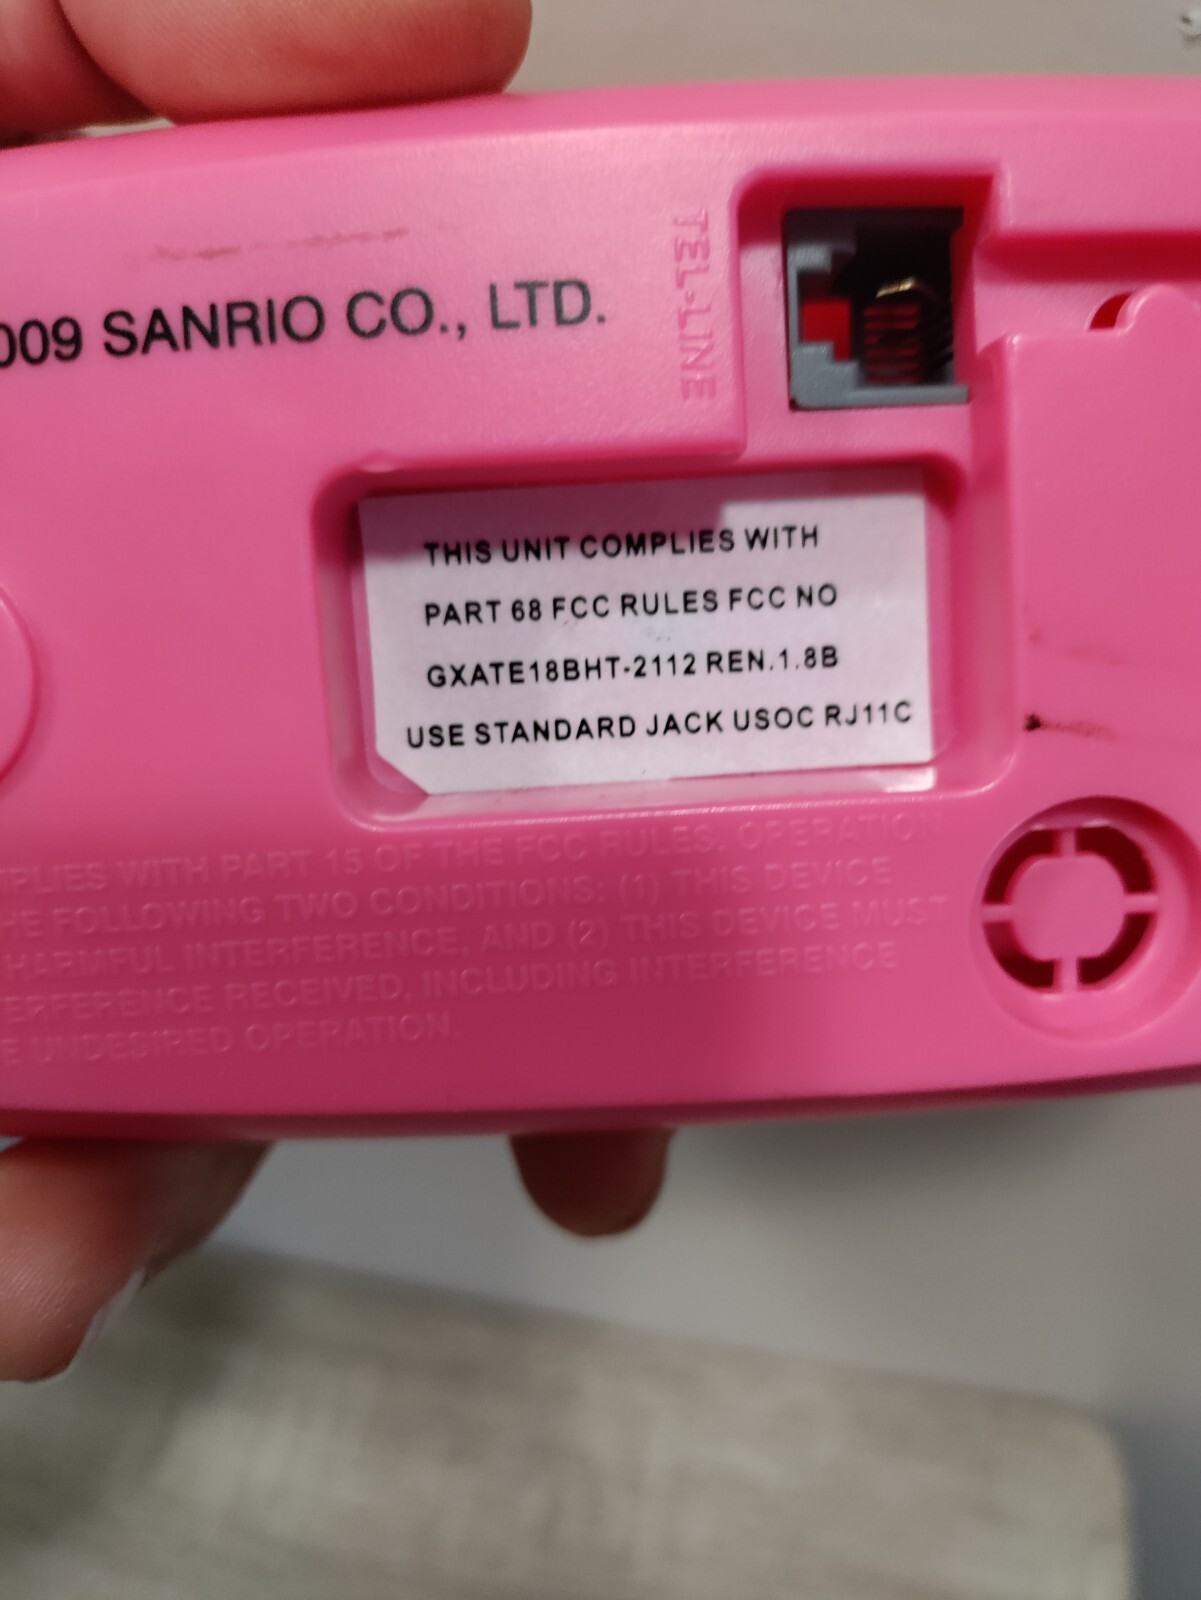 009 SANRIO CO., LTD.
TEL-LINE
THIS UNIT COMPLIES WITH
PART 68 FCC RULES FCC NO
GXATE18BHT-2112 REN.1.8B
USE STANDARD JACK USOC RJ11C
PLIES WITH PART 15 OF THE FCC RULES. OPERATION
HE FOLLOWING TWO CONDITIONS: (1) THIS DEVICE
HARMFUL INTERFERENCE, AND (2) THIS DEVICE MUST
ERFERENCE RECEIVED, INCLUDING INTERFERENCE
E UNDESIRED OPERATION.